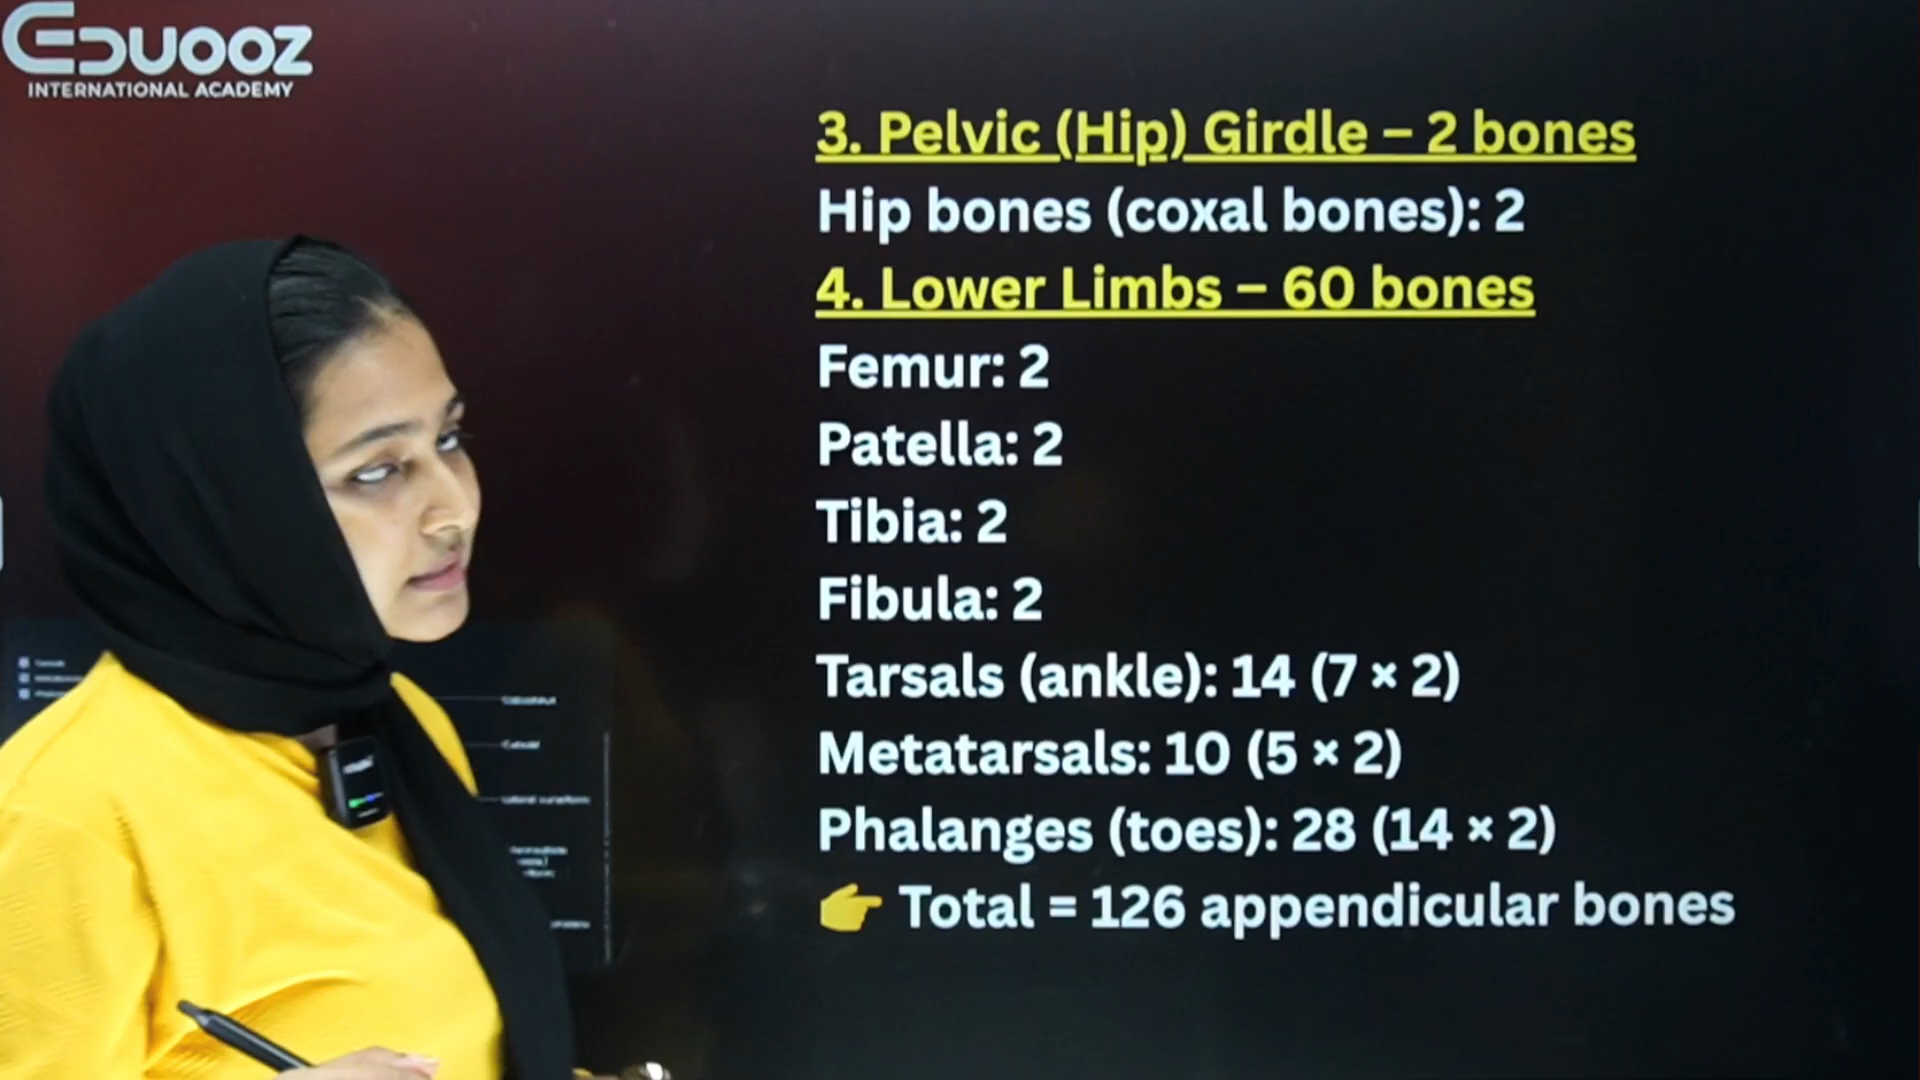 EDUOOZ
INTERNATIONAL ACADEMY
3. Pelvic (Hip) Girdle – 2 bones
Hip bones (coxal bones): 2
4. Lower Limbs – 60 bones
Femur: 2
Patella: 2
Tibia: 2
Fibula: 2
Tarsals (ankle): 14 (7 × 2)
Metatarsals: 10 (5 × 2)
Phalanges (toes): 28 (14 × 2)
👉 Total = 126 appendicular bones